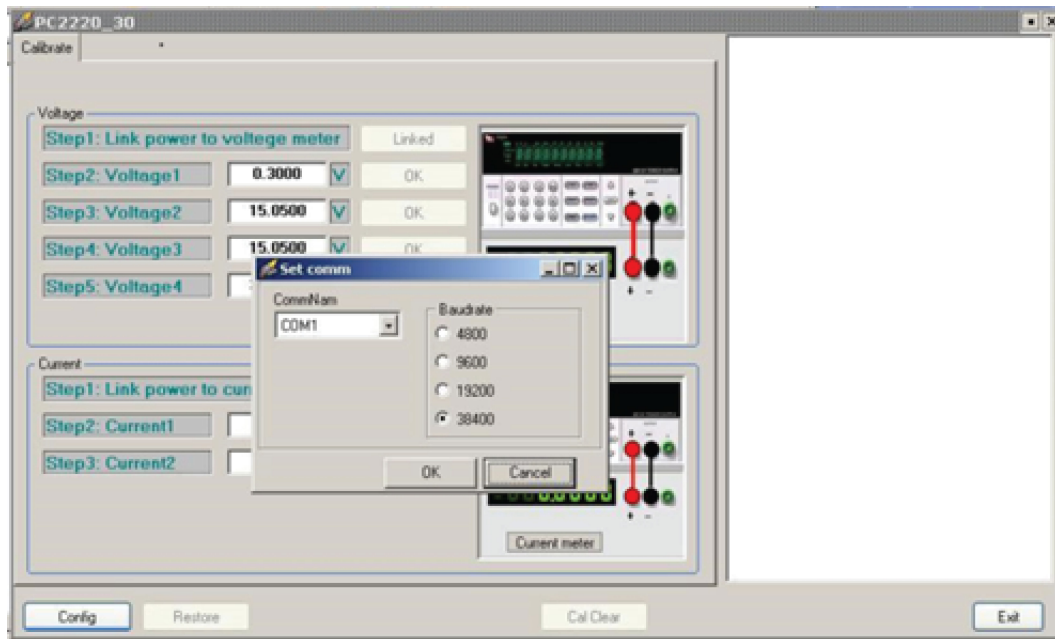 PC2220_30
Calibrate
Voltage
Step1: Link power to voltege meter
Linked
Step2: Voltage1
0.3000
V
OK
Step3: Voltage2
15.0500
V
OK
Step4: Voltage3
15.0500
V
OK
Step5: Voltage4
Set comm
CommNam
COM1
Baudrate
4800
9600
19200
38400
OK
Cancel
Current
Step1: Link power to cur
Step2: Current1
Step3: Current2
Current meter
Config
Restore
Cal Clear
Exit